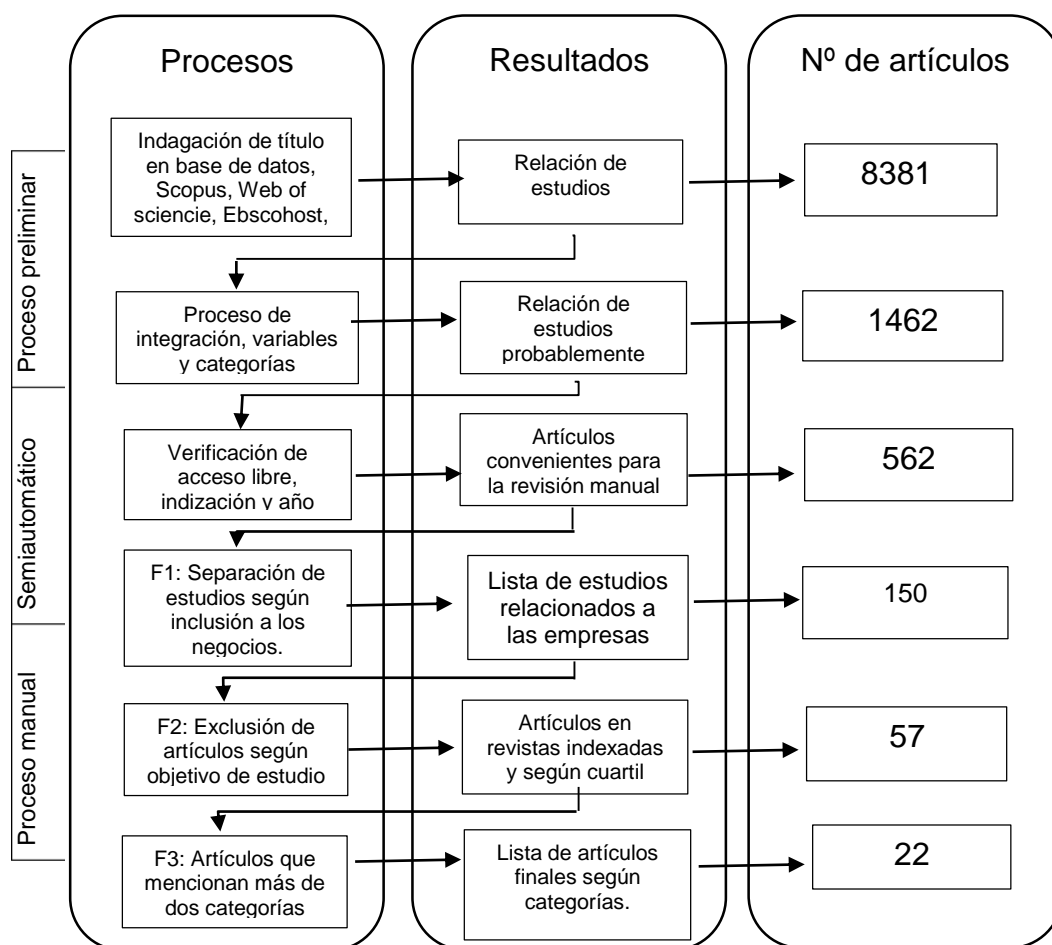 Procesos
Resultados
Nº de artículos
Proceso preliminar
Indagación de título
en base de datos,
Scopus, Web of
sciencie, Ebscohost,
Relación de
estudios
8381
Proceso de
integración, variables
y categorías
Relación de
estudios
probablemente
1462
Semiautomático
Verificación de
acceso libre,
indización y año
Artículos
convenientes para
la revisión manual
562
F1: Separación de
estudios según
inclusión a los
negocios.
Lista de estudios
relacionados a
las empresas
150
Proceso manual
F2: Exclusión de
artículos según
objetivo de estudio
Artículos en
revistas indexadas
y según cuartil
57
F3: Artículos que
mencionan más de
dos categorías
Lista de artículos
finales según
categorías.
22